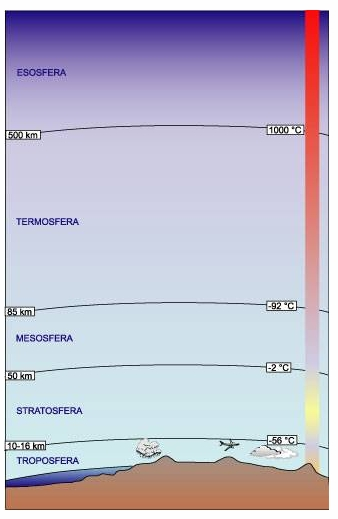 ESOSFERA
500 km
1000 °C
TERMOSFERA
85 km
-92 °C
MESOSFERA
50 km
-2 °C
STRATOSFERA
10-16 km
-56 °C
TROPOSFERA